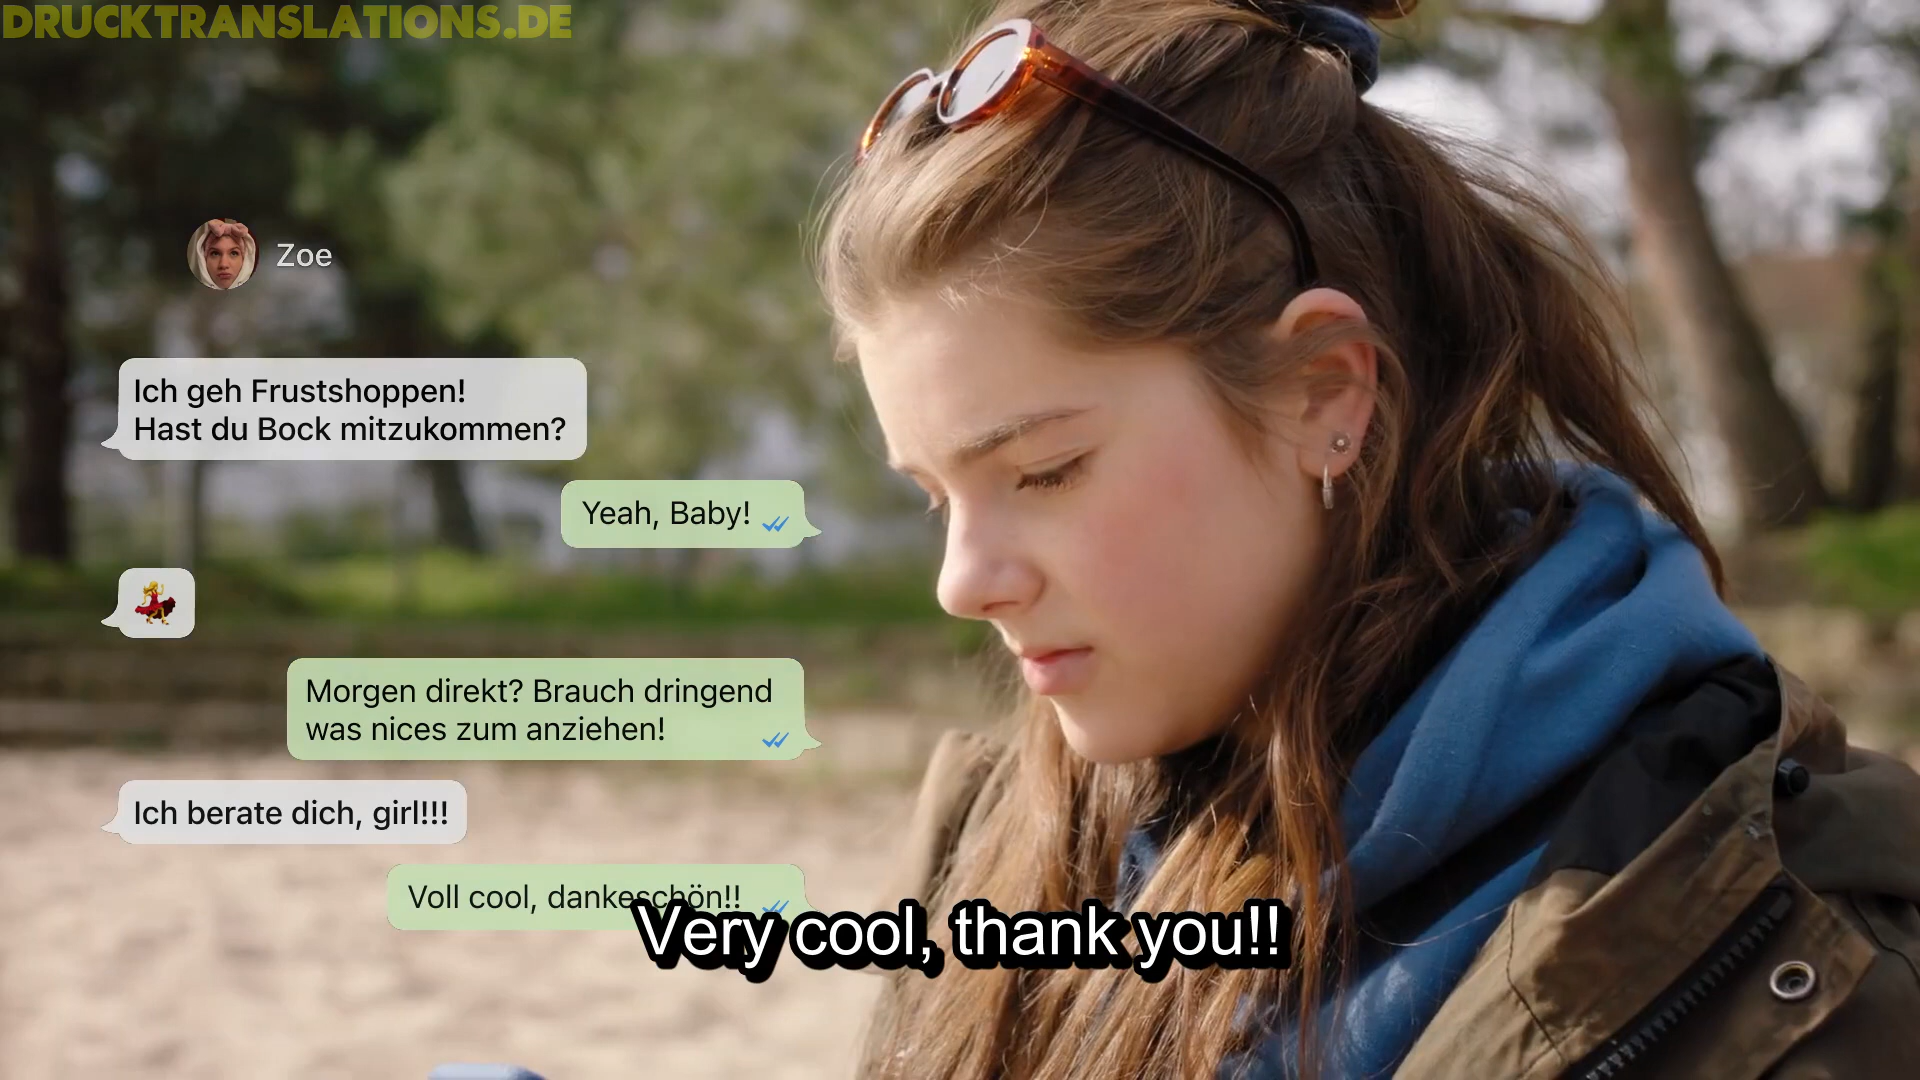 DRUCKTRANSLATIONS.DE
Zoe
Ich geh Frustshoppen!
Hast du Bock mitzukommen?
Yeah, Baby!
Morgen direkt? Brauch dringend
was nices zum anziehen!
Ich berate dich, girl!!!
Voll cool, dankeschön!!
Very cool, thank you!!